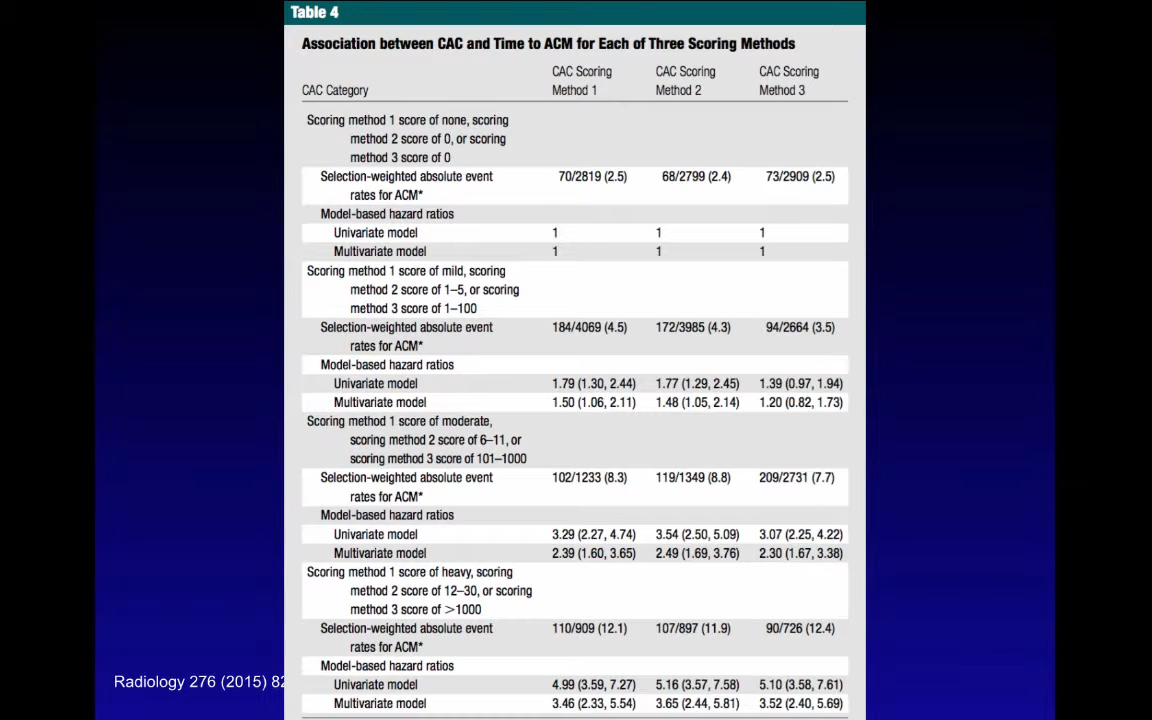 Table 4
Association between CAC and Time to ACM for Each of Three Scoring Methods
CAC Category
CAC Scoring Method 1
CAC Scoring Method 2
CAC Scoring Method 3
Scoring method 1 score of none, scoring
method 2 score of 0, or scoring
method 3 score of 0
Selection-weighted absolute event 70/2819 (2.5) 68/2799 (2.4) 73/2909 (2.5)
rates for ACM*
Model-based hazard ratios
Univariate model 1 1 1
Multivariate model 1 1 1
Scoring method 1 score of mild, scoring
method 2 score of 1–5, or scoring
method 3 score of 1–100
Selection-weighted absolute event 184/4069 (4.5) 172/3985 (4.3) 94/2664 (3.5)
rates for ACM*
Model-based hazard ratios
Univariate model 1.79 (1.30, 2.44) 1.77 (1.29, 2.45) 1.39 (0.97, 1.94)
Multivariate model 1.50 (1.06, 2.11) 1.48 (1.05, 2.14) 1.20 (0.82, 1.73)
Scoring method 1 score of moderate,
scoring method 2 score of 6–11, or
scoring method 3 score of 101–1000
Selection-weighted absolute event 102/1233 (8.3) 119/1349 (8.8) 209/2731 (7.7)
rates for ACM*
Model-based hazard ratios
Univariate model 3.29 (2.27, 4.74) 3.54 (2.50, 5.09) 3.07 (2.25, 4.22)
Multivariate model 2.39 (1.60, 3.65) 2.49 (1.69, 3.76) 2.30 (1.67, 3.38)
Scoring method 1 score of heavy, scoring
method 2 score of 12–30, or scoring
method 3 score of >1000
Selection-weighted absolute event 110/909 (12.1) 107/897 (11.9) 90/726 (12.4)
rates for ACM*
Model-based hazard ratios
Univariate model 4.99 (3.59, 7.27) 5.16 (3.57, 7.58) 5.10 (3.58, 7.61)
Multivariate model 3.46 (2.33, 5.54) 3.65 (2.44, 5.81) 3.52 (2.40, 5.69)
Radiology 276 (2015) 82